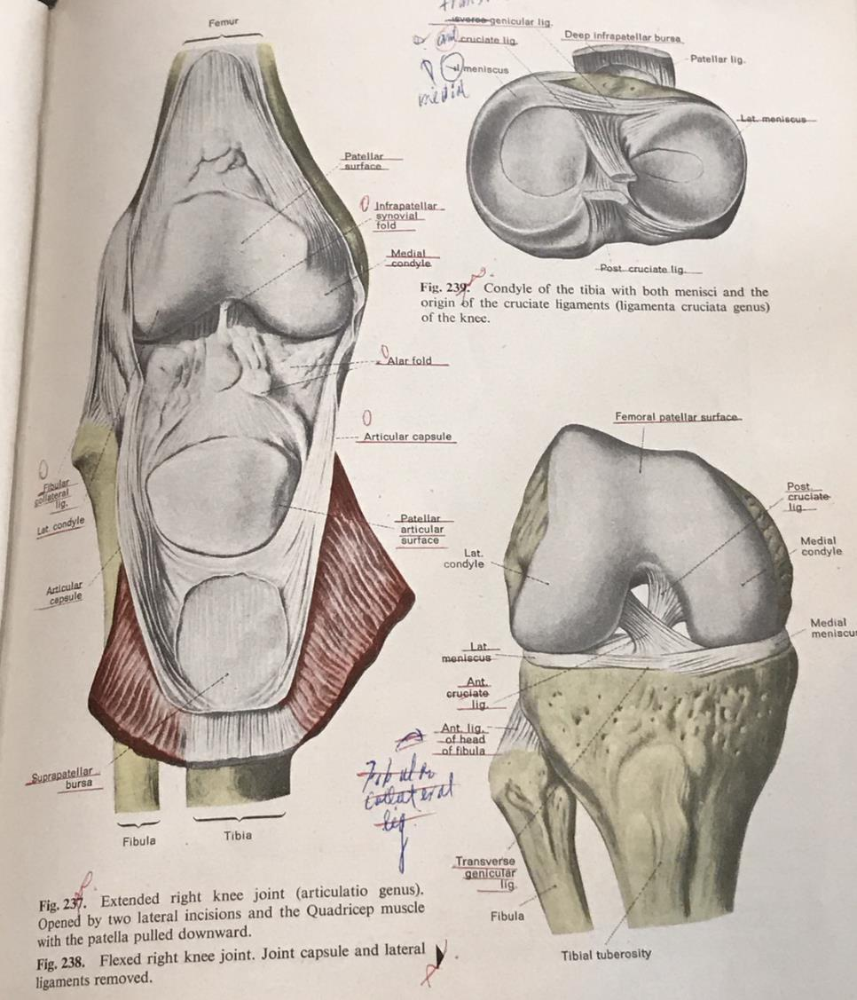 Femur
Patellar
surface
Infrapatellar
synovial
fold
Medial
condyle
Alar fold
Articular capsule
Fibular
collateral
lig.
Lat. condyle
Patellar
articular
surface
Articular
capsule
Suprapatellar
bursa
Fibula
Tibia
Fig. 237. Extended right knee joint (articulatio genus).
Opened by two lateral incisions and the Quadricep muscle
with the patella pulled downward.
Fig. 238. Flexed right knee joint. Joint capsule and lateral
ligaments removed.
genicular lig.
ant cruciate lig.
meniscus
medial
Deep infrapatellar bursa
Patellar lig.
Lat. meniscus
Post. cruciate lig.
Fig. 239. Condyle of the tibia with both menisci and the
origin of the cruciate ligaments (ligamenta cruciata genus)
of the knee.
Femoral patellar surface
Post.
cruciate
lig.
Lat.
condyle
Medial
condyle
Medial
meniscu
Lat.
meniscus
Ant.
cruciate
lig.
Ant. lig.
of head
of fibula
collateral
lig.
Transverse
genicular
lig.
Fibula
Tibial tuberosity